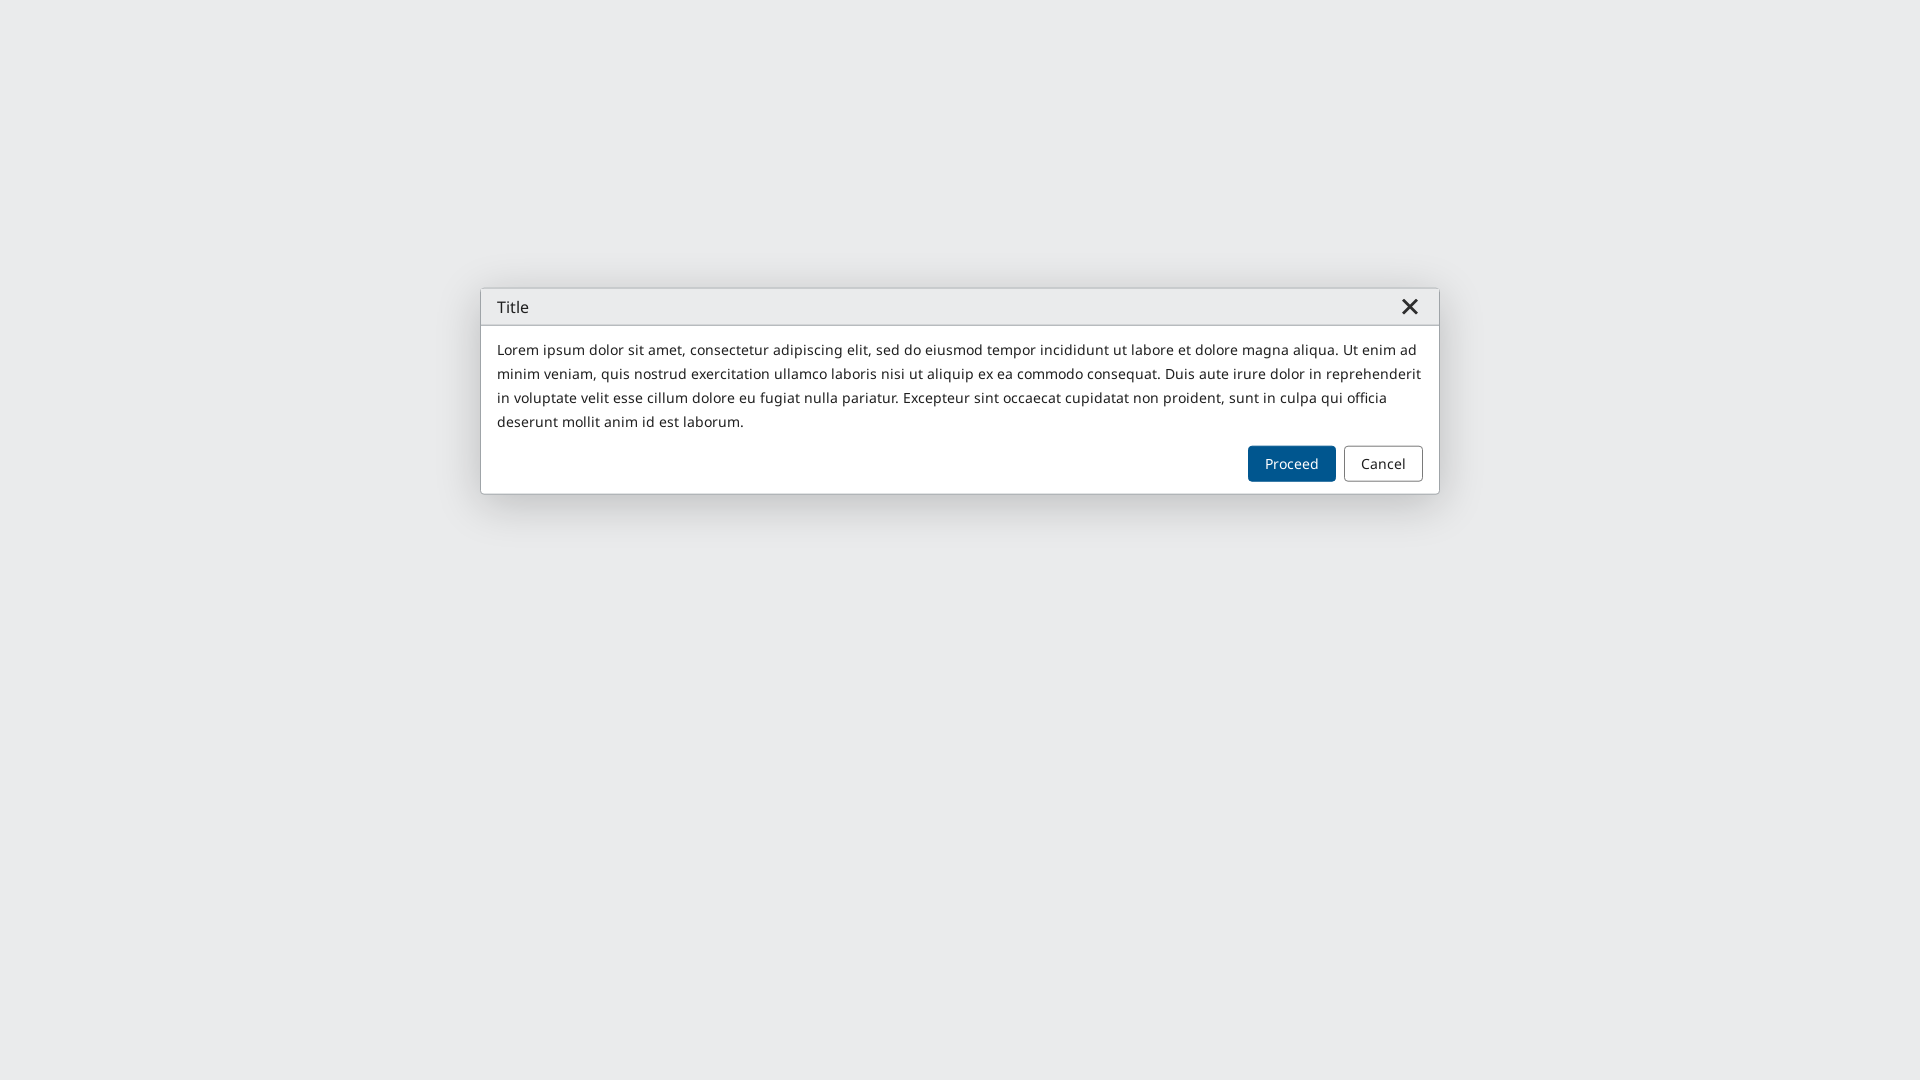 Title
Lorem ipsum dolor sit amet, consectetur adipiscing elit, sed do eiusmod tempor incididunt ut labore et dolore magna aliqua. Ut enim ad
minim veniam, quis nostrud exercitation ullamco laboris nisi ut aliquip ex ea commodo consequat. Duis aute irure dolor in reprehenderit
in voluptate velit esse cillum dolore eu fugiat nulla pariatur. Excepteur sint occaecat cupidatat non proident, sunt in culpa qui officia
deserunt mollit anim id est laborum.
Proceed Cancel